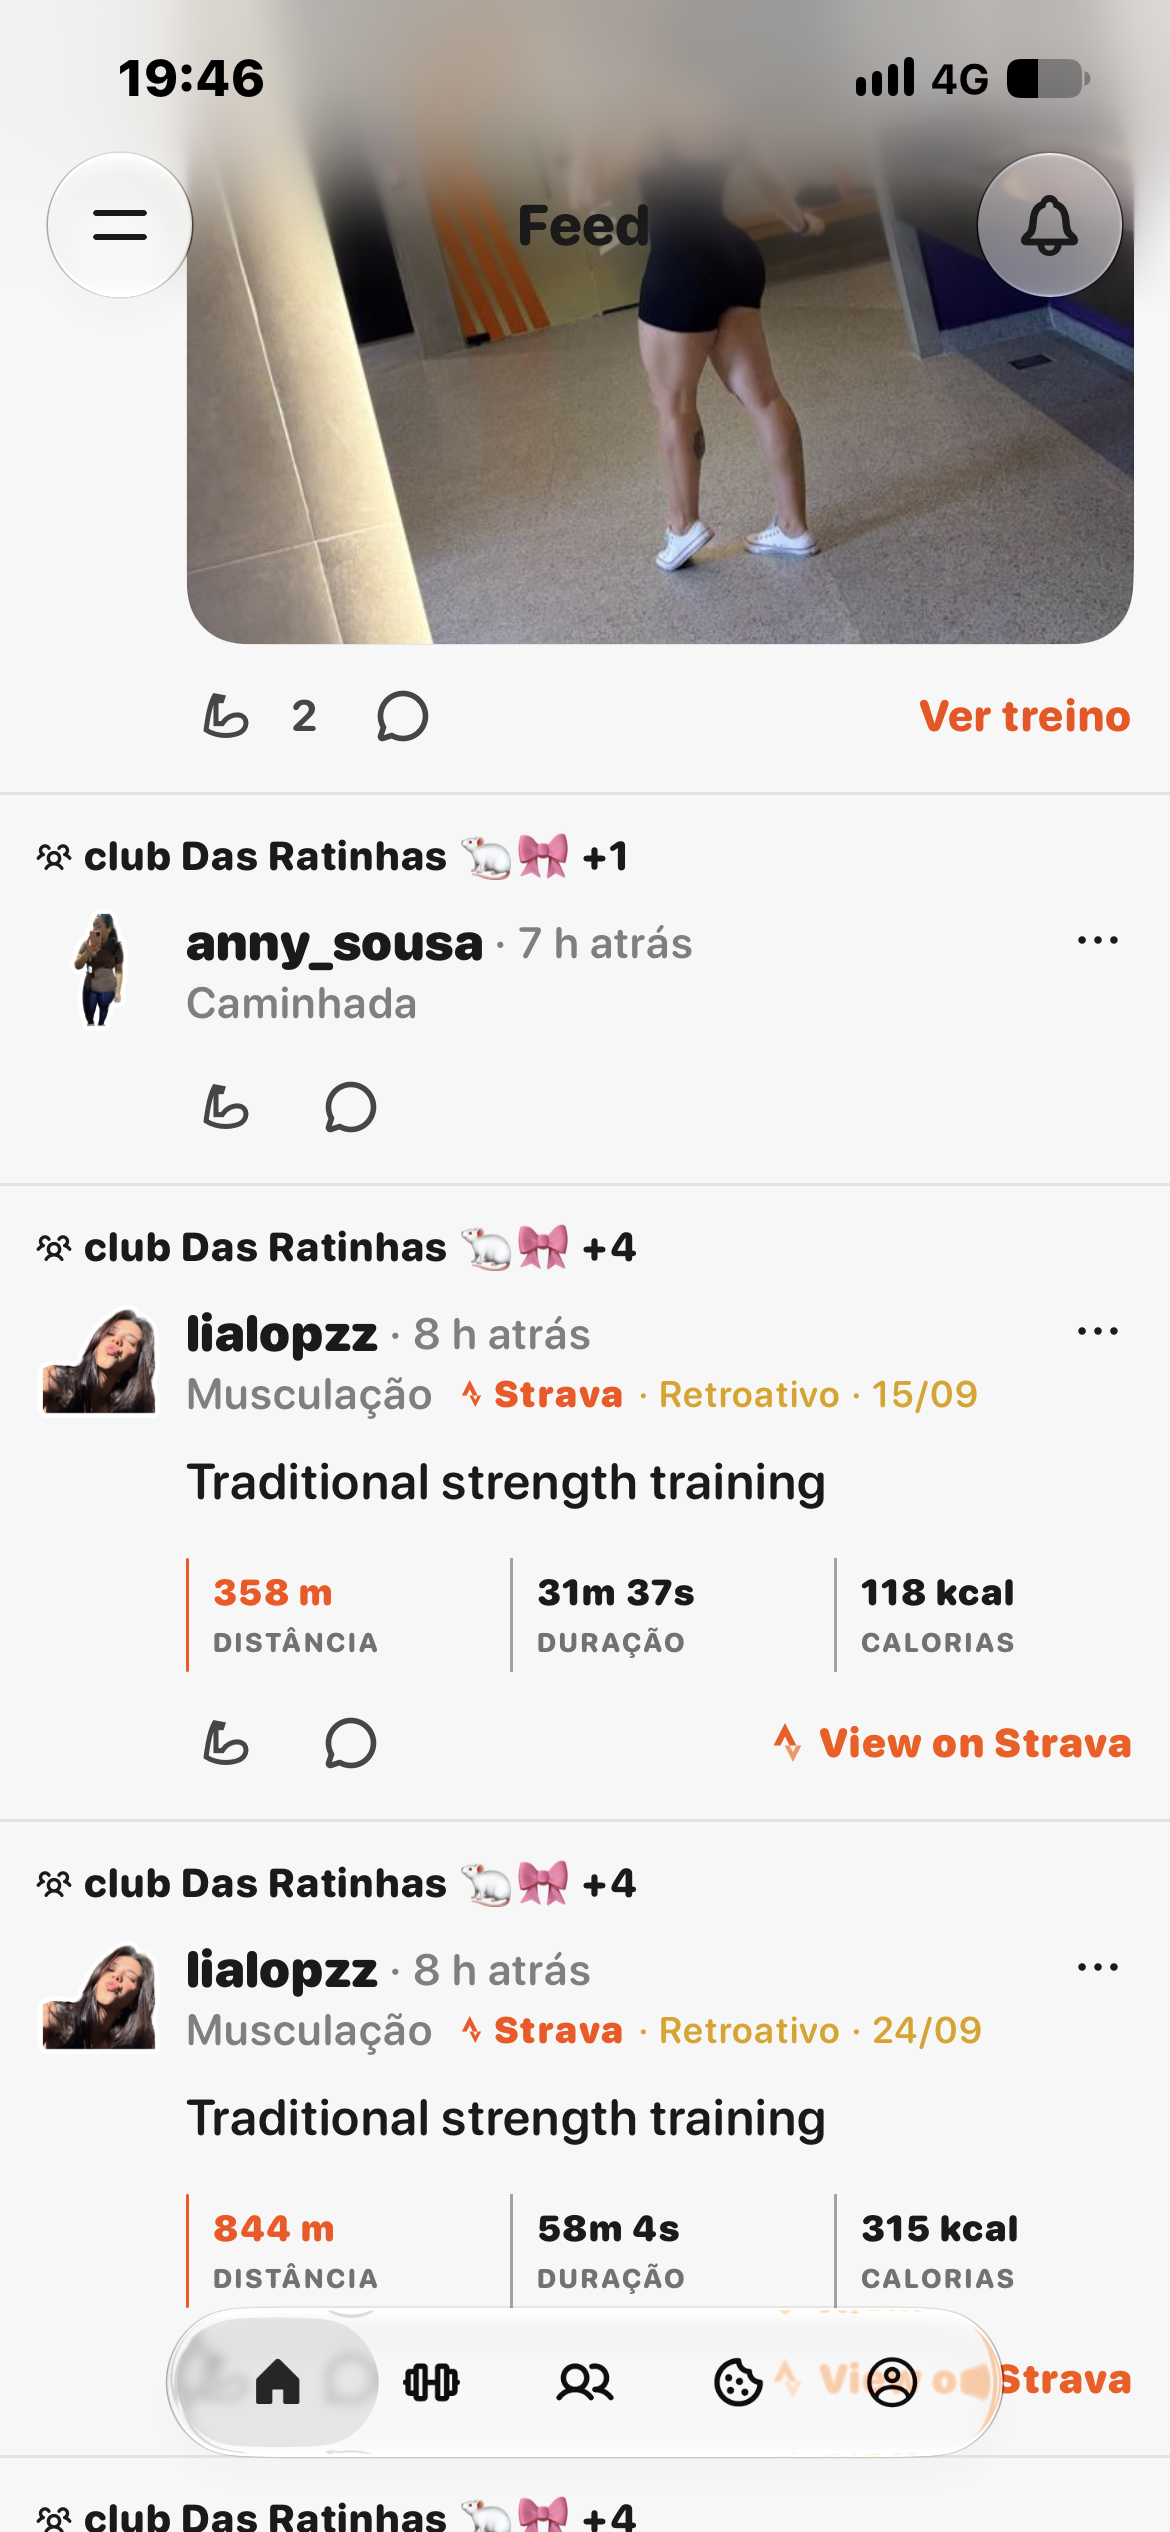 19:46
4G
Feed
2
Ver treino
club Das Ratinhas 🐁🎀 +1
anny_sousa · 7 h atrás
Caminhada
club Das Ratinhas 🐁🎀 +4
lialopzz · 8 h atrás
Musculação Strava · Retroativo · 15/09
Traditional strength training
358 m 31m 37s 118 kcal
DISTÂNCIA DURAÇÃO CALORIAS
View on Strava
club Das Ratinhas 🐁🎀 +4
lialopzz · 8 h atrás
Musculação Strava · Retroativo · 24/09
Traditional strength training
844 m 58m 4s 315 kcal
DISTÂNCIA DURAÇÃO CALORIAS
View on Strava
club Das Ratinhas 🐁🎀 +4